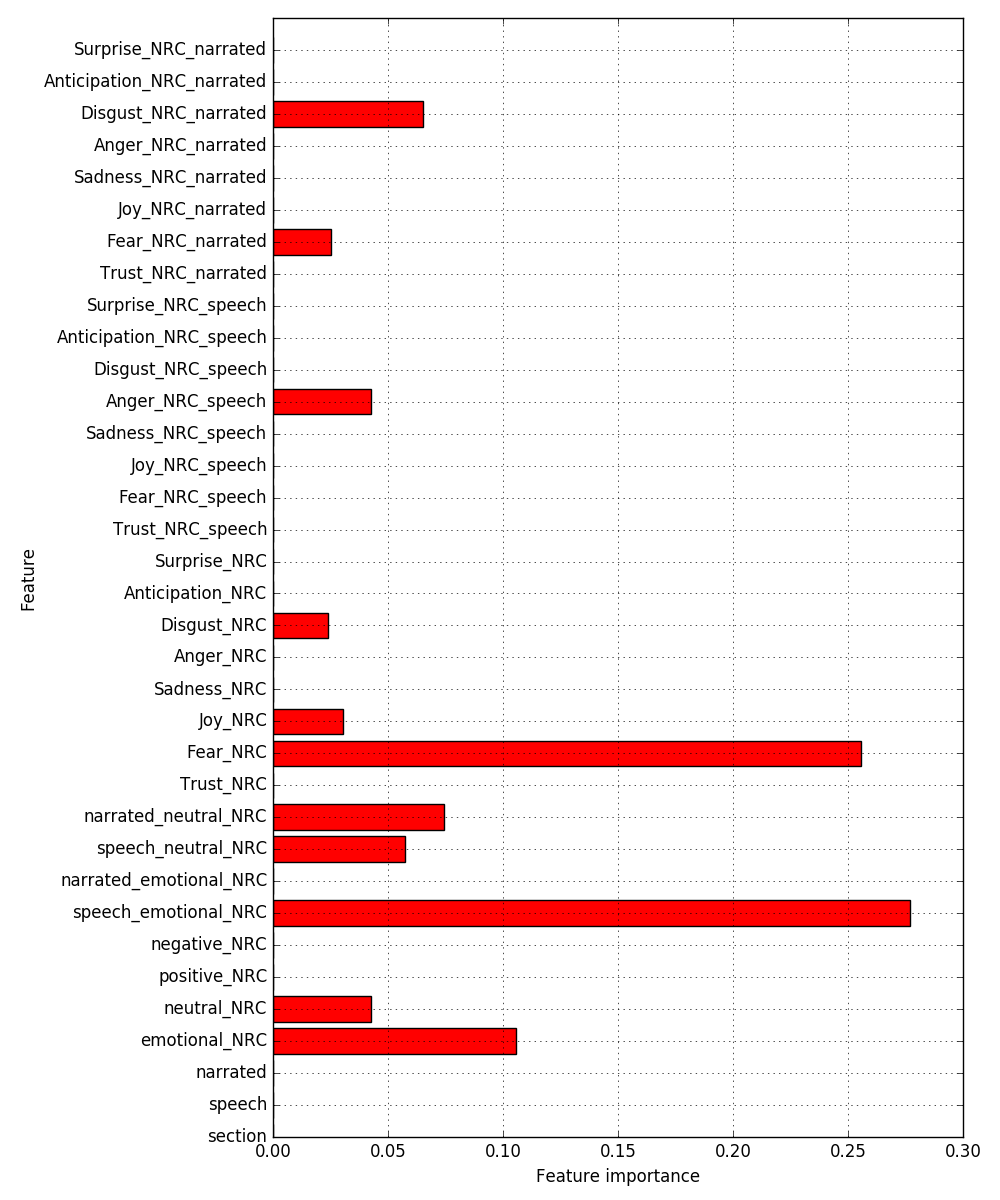 Surprise_NRC_narrated
Anticipation_NRC_narrated
Disgust_NRC_narrated
Anger_NRC_narrated
Sadness_NRC_narrated
Joy_NRC_narrated
Fear_NRC_narrated
Trust_NRC_narrated
Surprise_NRC_speech
Anticipation_NRC_speech
Disgust_NRC_speech
Anger_NRC_speech
Sadness_NRC_speech
Joy_NRC_speech
Fear_NRC_speech
Trust_NRC_speech
Surprise_NRC
Anticipation_NRC
Disgust_NRC
Anger_NRC
Sadness_NRC
Joy_NRC
Fear_NRC
Trust_NRC
narrated_neutral_NRC
speech_neutral_NRC
narrated_emotional_NRC
speech_emotional_NRC
negative_NRC
positive_NRC
neutral_NRC
emotional_NRC
narrated
speech
section
Feature
0.00 0.05 0.10 0.15 0.20 0.25 0.30
Feature importance